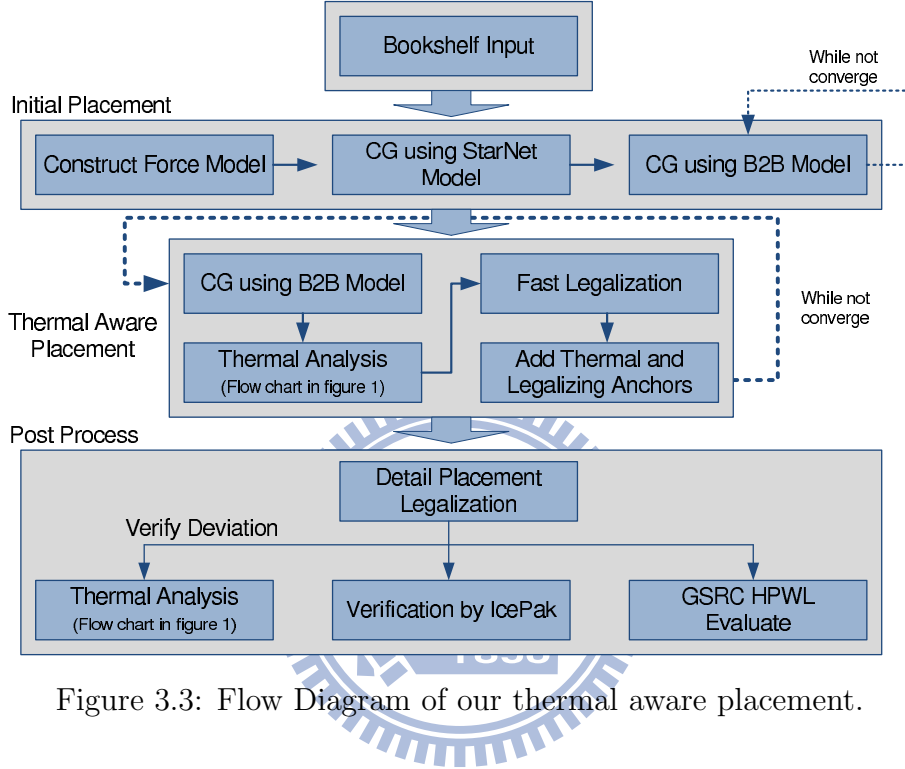 Bookshelf Input
While not
converge
Initial Placement
Construct Force Model
CG using StarNet
Model
CG using B2B Model
CG using B2B Model
Fast Legalization
Thermal Aware
Placement
While not
converge
Thermal Analysis
(Flow chart in figure 1)
Add Thermal and
Legalizing Anchors
Post Process
Detail Placement
Legalization
Verify Deviation
Thermal Analysis
(Flow chart in figure 1)
Verification by IcePak
GSRC HPWL
Evaluate
Figure 3.3: Flow Diagram of our thermal aware placement.